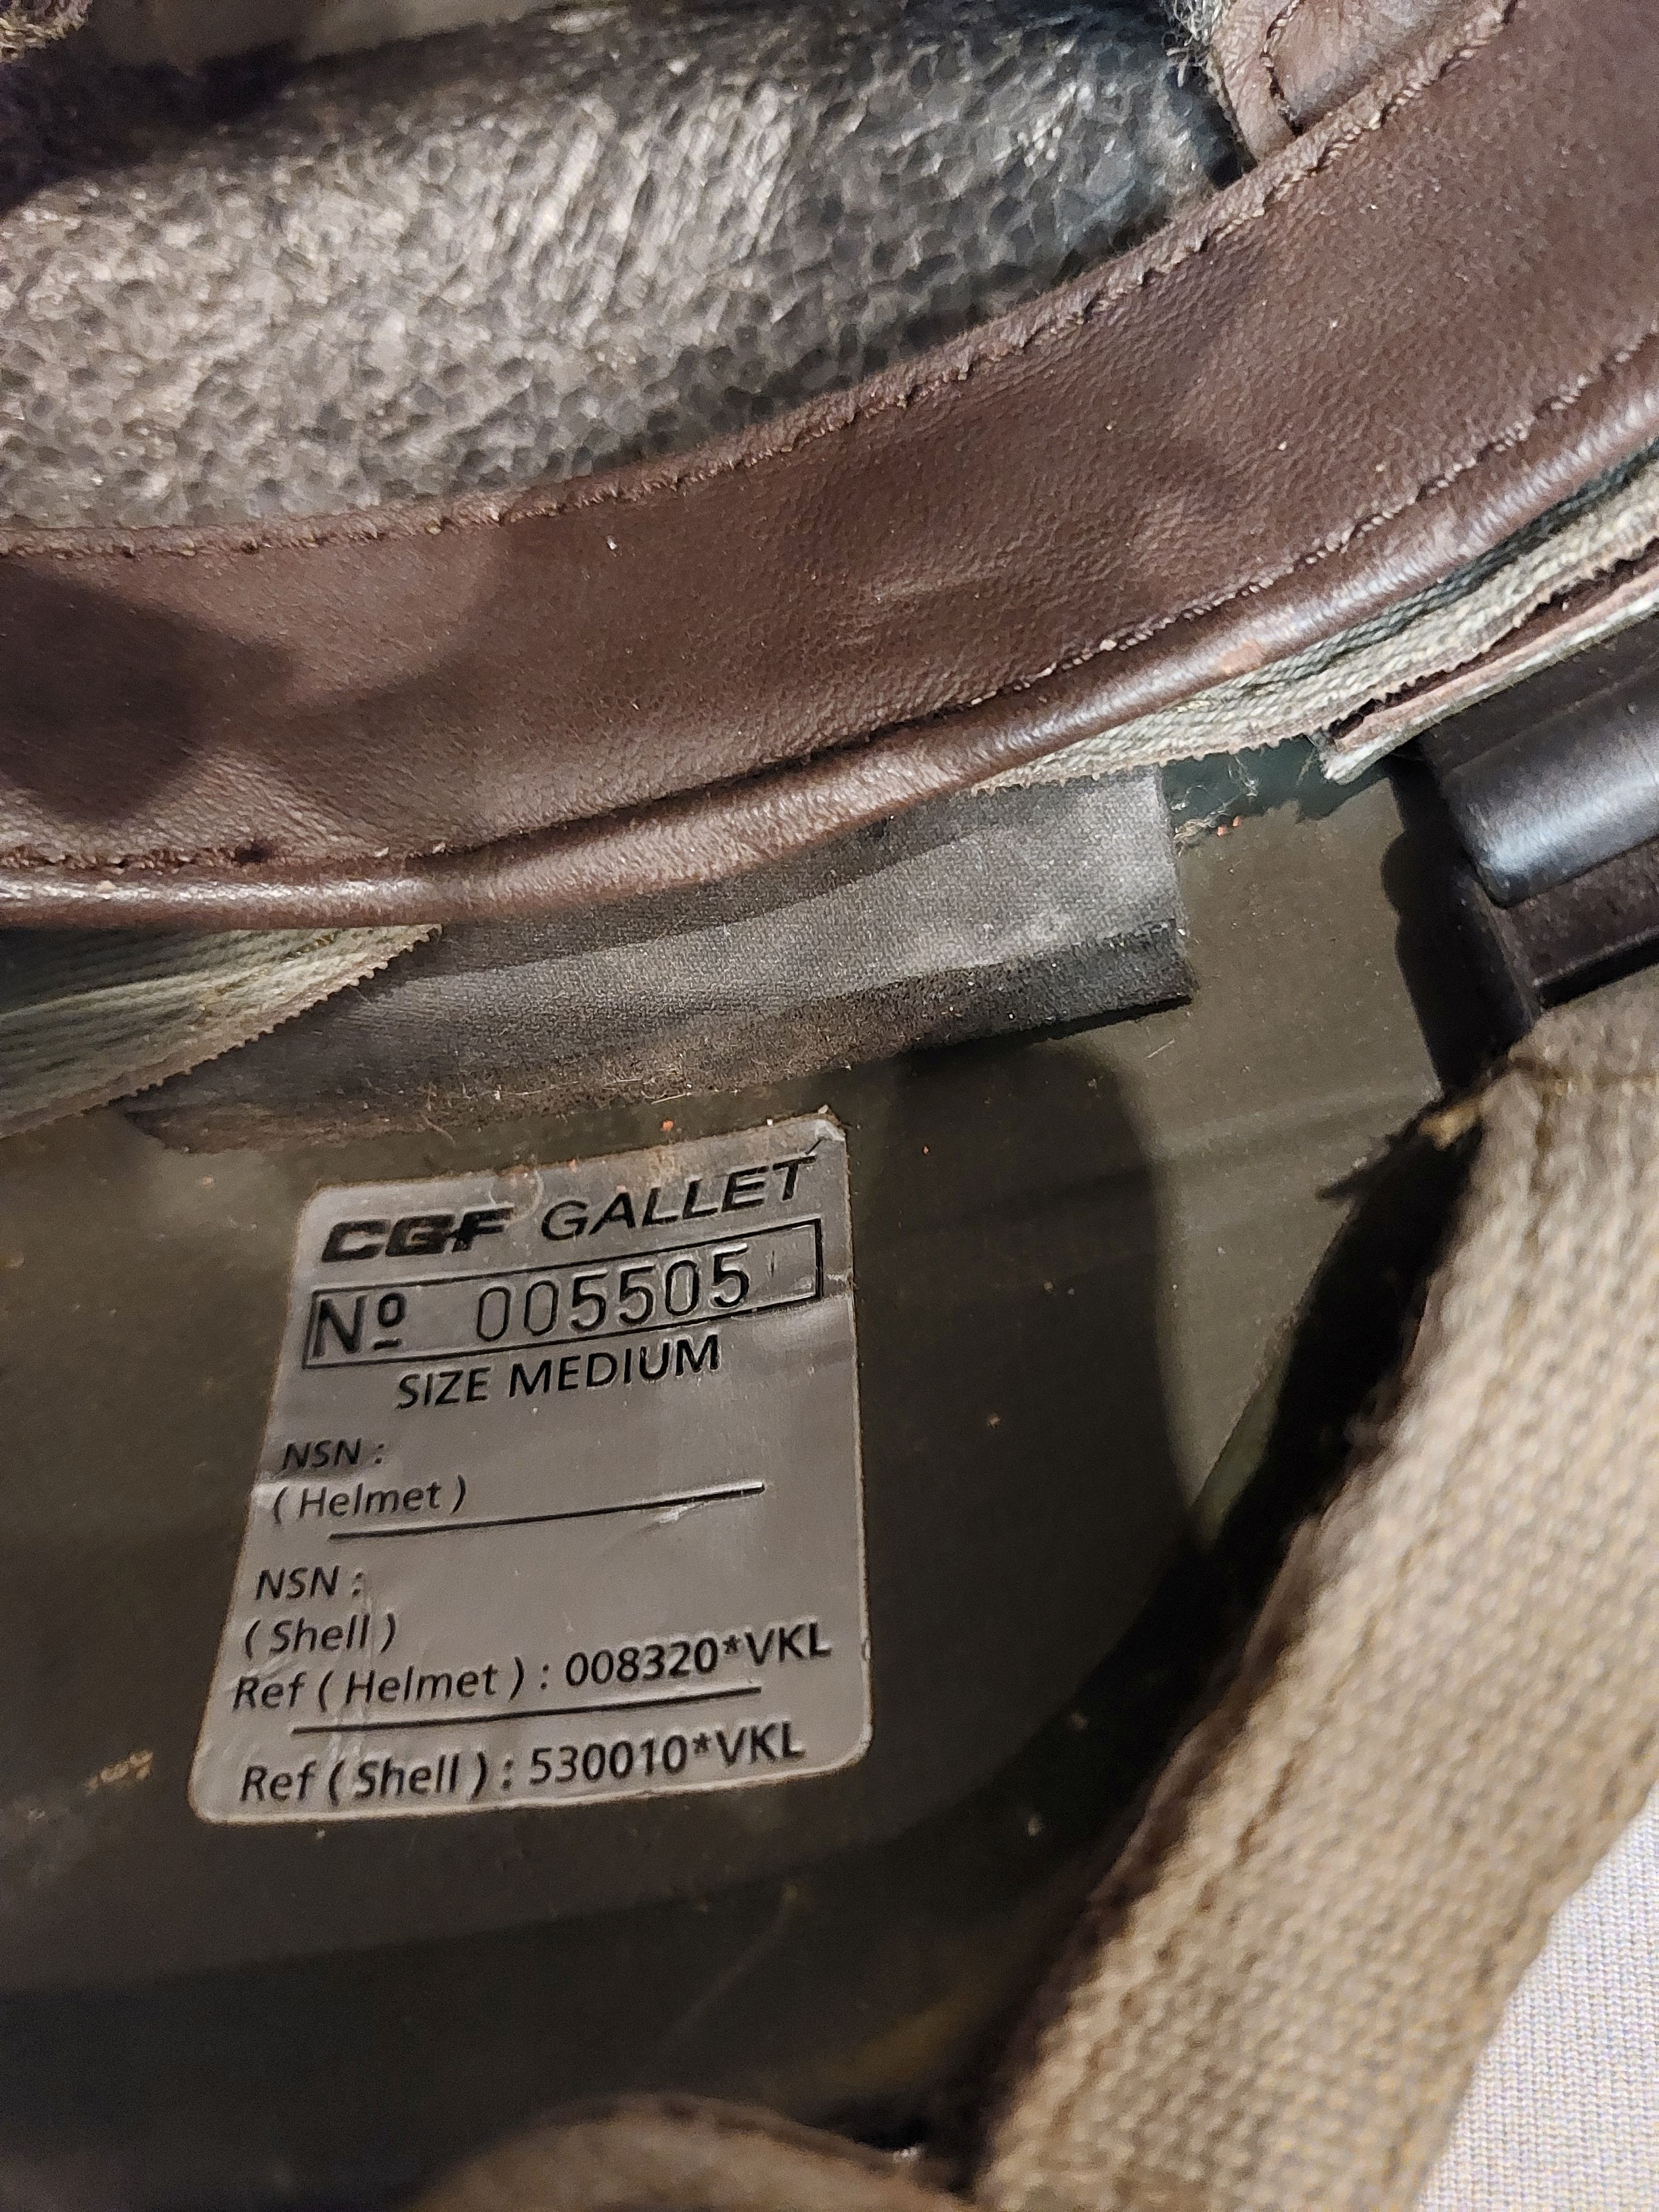 CGF GALLET
Nº 005505
SIZE MEDIUM
NSN :
( Helmet )
NSN :
( Shell )
Ref ( Helmet ) : 008320*VKL
Ref ( Shell ) : 530010*VKL